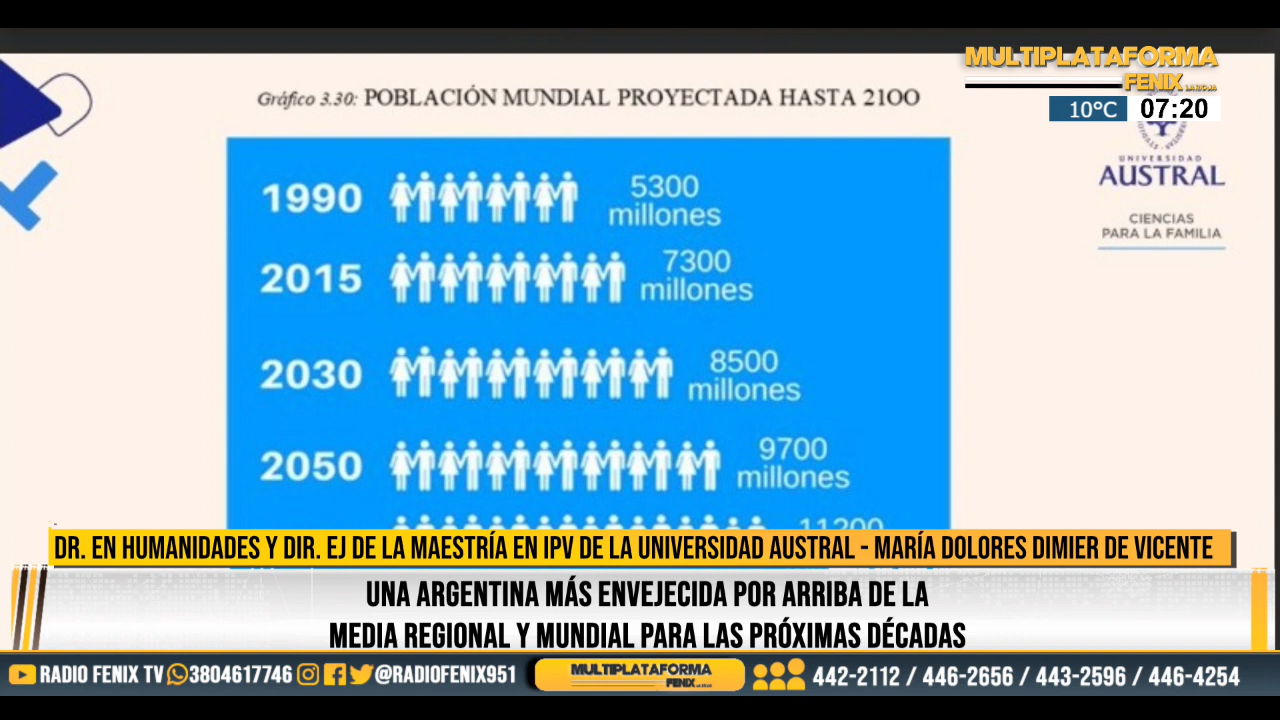 MULTIPLATAFORMA
FENIX LA RIOJA
10°C 07:20
Gráfico 3.30: POBLACIÓN MUNDIAL PROYECTADA HASTA 2100
UNIVERSIDAD
AUSTRAL
CIENCIAS
PARA LA FAMILIA
1990 5300
millones
2015 7300
millones
2030 8500
millones
2050 9700
millones
11200
DR. EN HUMANIDADES Y DIR. EJ DE LA MAESTRÍA EN IPV DE LA UNIVERSIDAD AUSTRAL - MARÍA DOLORES DIMIER DE VICENTE
UNA ARGENTINA MÁS ENVEJECIDA POR ARRIBA DE LA
MEDIA REGIONAL Y MUNDIAL PARA LAS PRÓXIMAS DÉCADAS
RADIO FENIX TV 3804617746 @RADIOFENIX951 MULTIPLATAFORMA FENIX 442-2112 / 446-2656 / 443-2596 / 446-4254